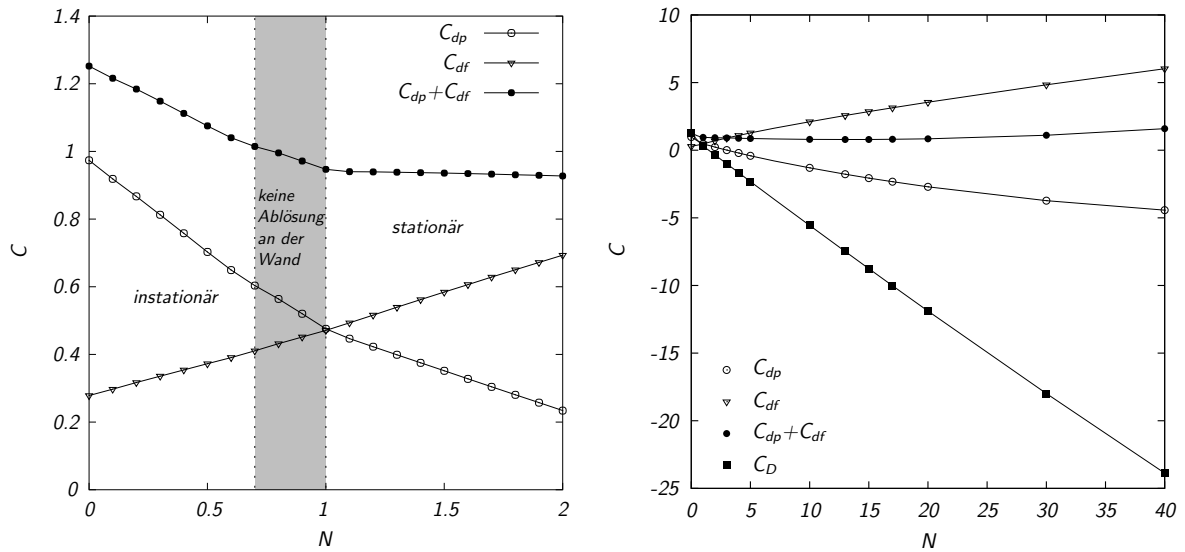 1.4
1.2
1
0.8
0.6
0.4
0.2
0
C
0
0.5
1
1.5
2
N
C_dp
C_df
C_dp+C_df
keine
Ablösung
an der
Wand
stationär
instationär
10
5
0
-5
-10
-15
-20
-25
C
0
5
10
15
20
25
30
35
40
N
C_dp
C_df
C_dp+C_df
C_D